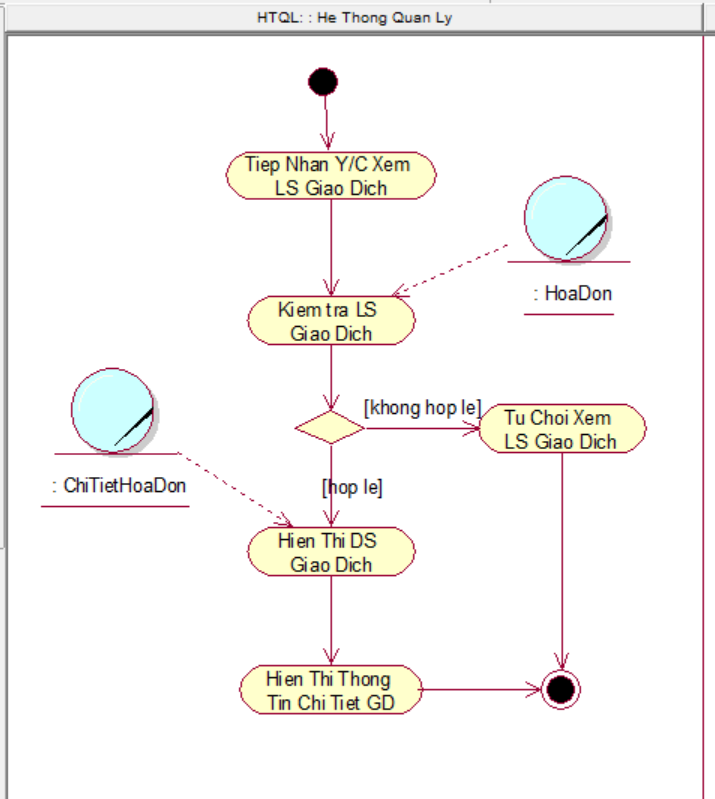 HTQL: : He Thong Quan Ly
Tiep Nhan Y/C Xem
LS Giao Dich
: HoaDon
Kiem tra LS
Giao Dich
[khong hop le]
Tu Choi Xem
LS Giao Dich
: ChiTietHoaDon
[hop le]
Hien Thi DS
Giao Dich
Hien Thi Thong
Tin Chi Tiet GD